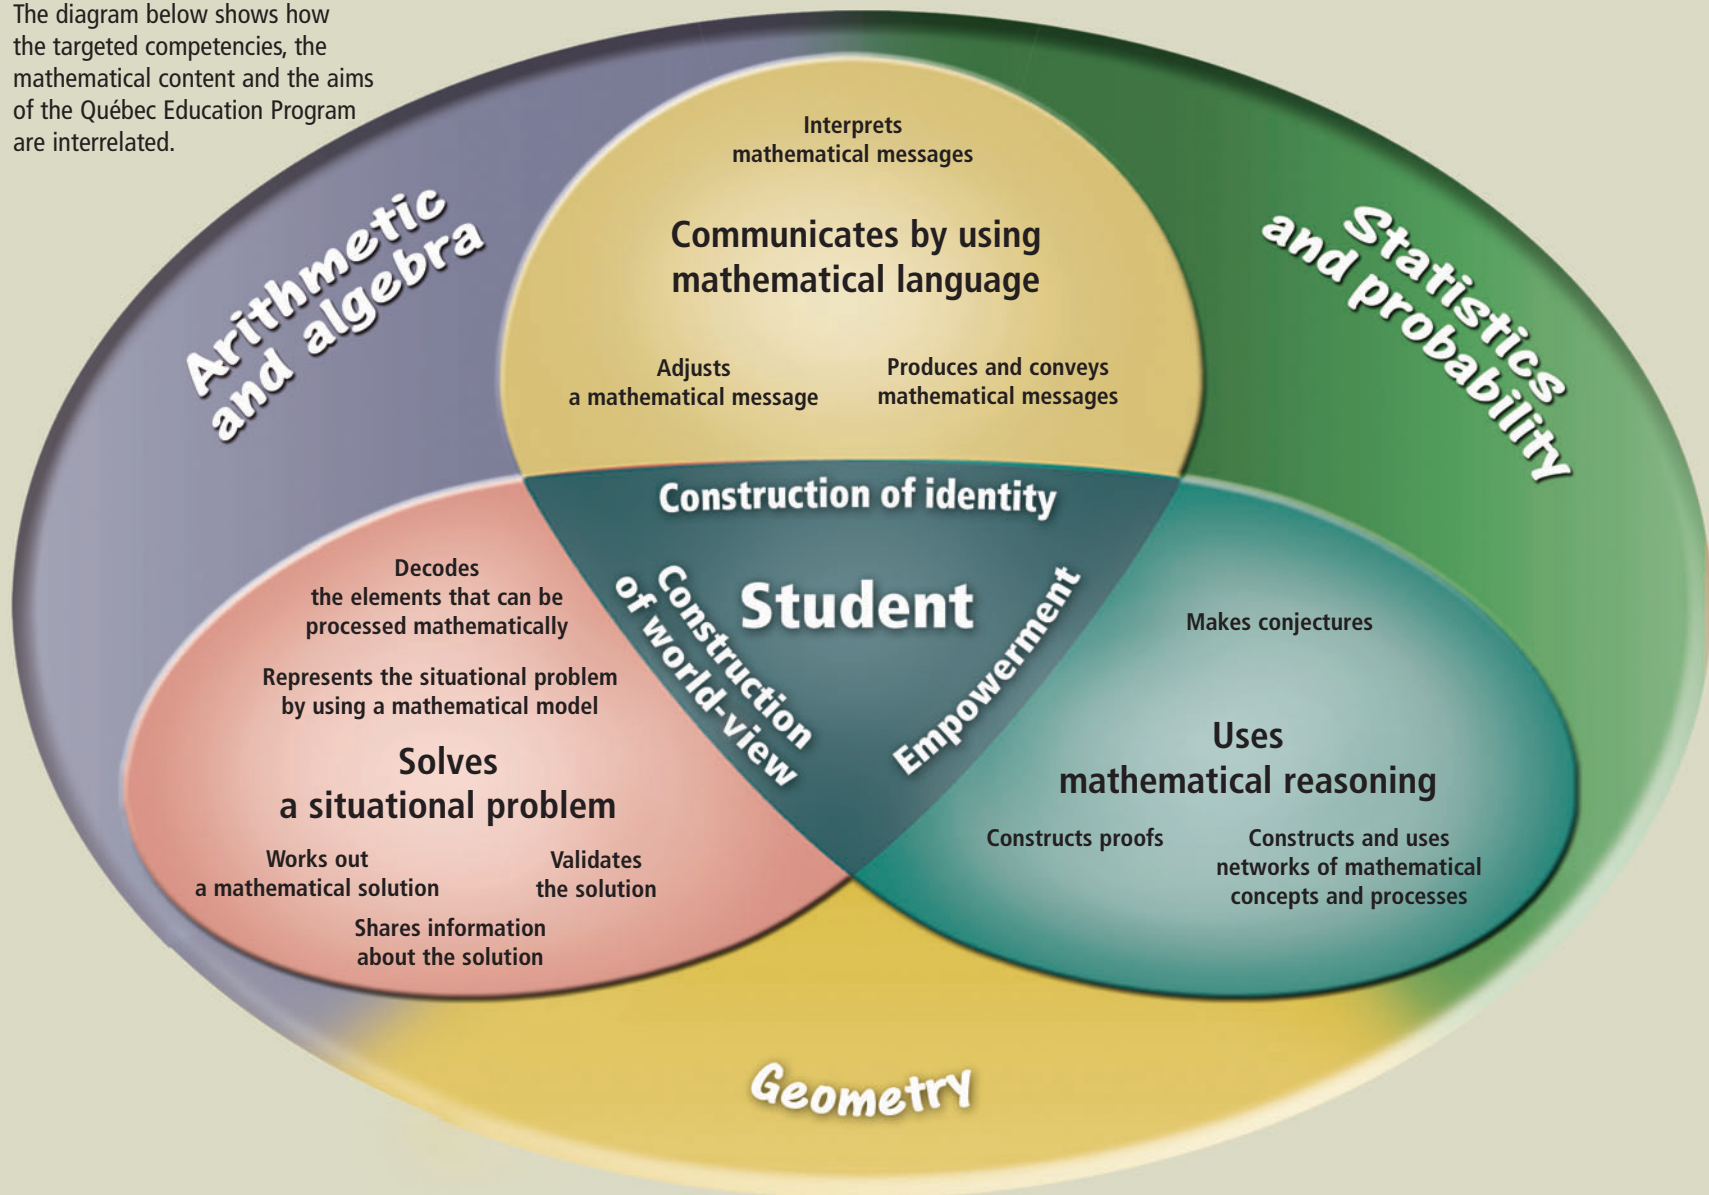 The diagram below shows how
the targeted competencies, the
mathematical content and the aims
of the Québec Education Program
are interrelated.
Arithmetic
and algebra
Statistics
and probability
Interprets
mathematical messages
Communicates by using
mathematical language
Adjusts
a mathematical message
Produces and conveys
mathematical messages
Construction of identity
Student
Construction
of world-view
Empowerment
Decodes
the elements that can be
processed mathematically
Represents the situational problem
by using a mathematical model
Solves
a situational problem
Works out
a mathematical solution
Validates
the solution
Shares information
about the solution
Makes conjectures
Uses
mathematical reasoning
Constructs proofs
Constructs and uses
networks of mathematical
concepts and processes
Geometry